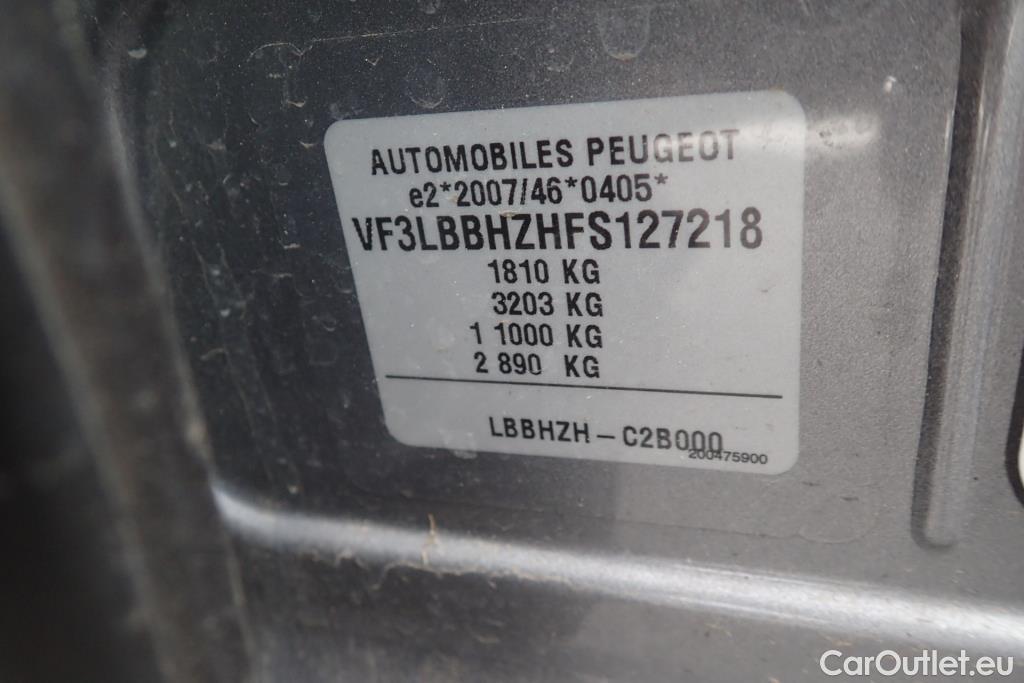 AUTOMOBILES PEUGEOT
e2*2007/46*0405*
VF3LBBHZHFS127218
1810 KG
3203 KG
1 1000 KG
2 890 KG
LBBHZH - C2B000
200475900
CarOutlet.eu